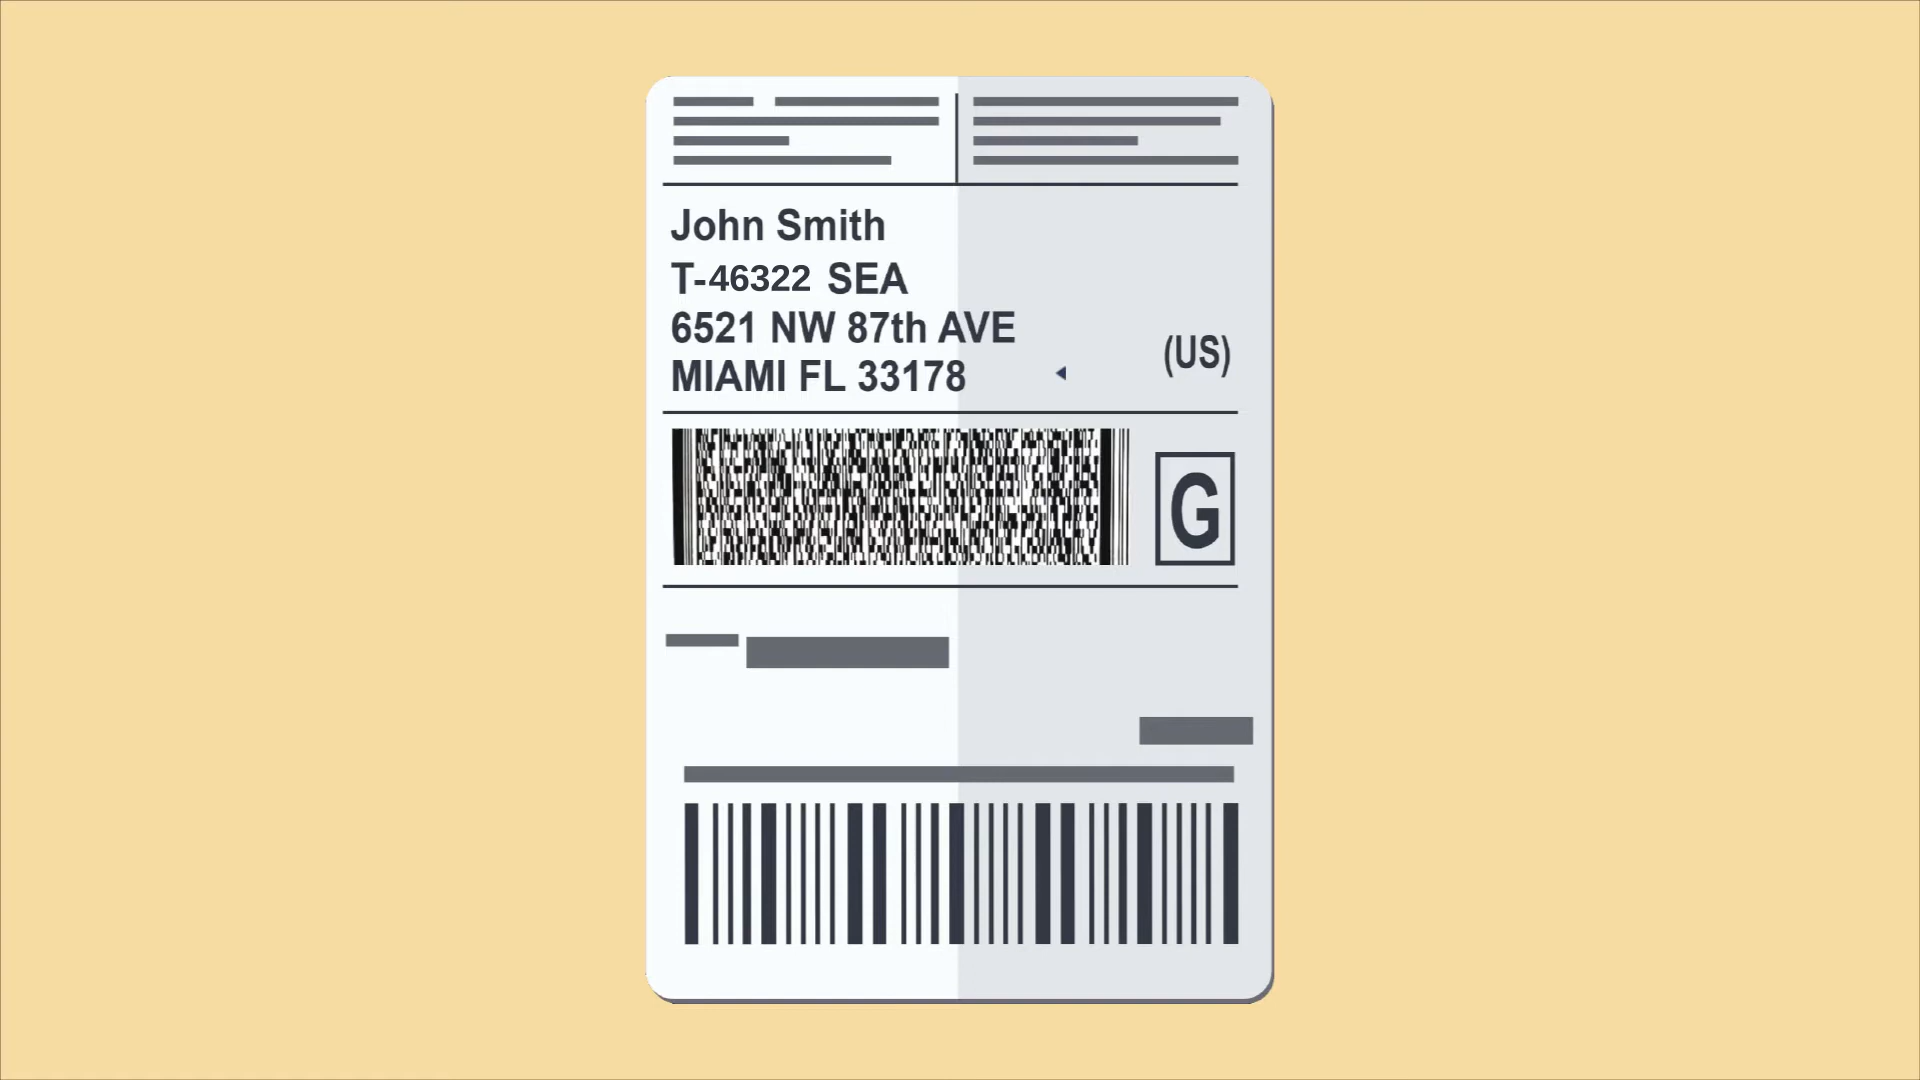 John Smith
T-46322 SEA
6521 NW 87th AVE
MIAMI FL 33178
(US)
G